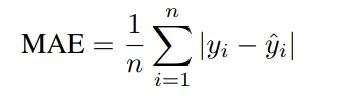 MAE = \frac{1}{n} \sum_{i=1}^{n} |y_i - \hat{y}_i|